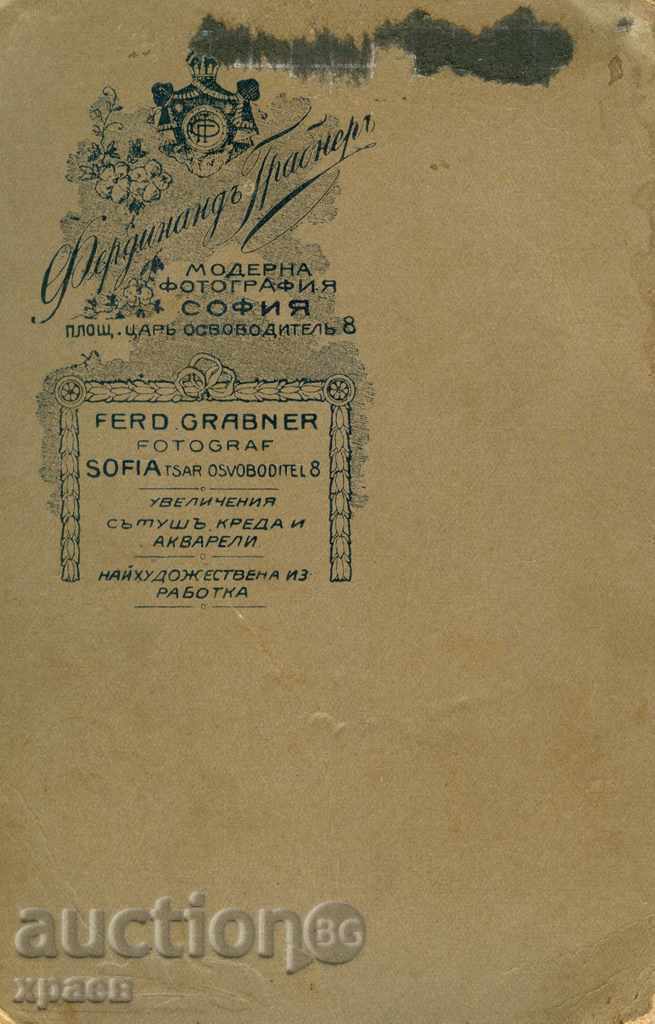 Фердинандъ Грабнеръ
МОДЕРНА
ФОТОГРАФИЯ
СОФИЯ
ПЛОЩ. ЦАРЬ ОСВОБОДИТЕЛЬ 8
FERD. GRABNER
FOTOGRAF
SOFIA TSAR OSVOBODITEL 8
УВЕЛИЧЕНИЯ
СЪ ТУШЪ, КРЕДА И
АКВАРЕЛИ
НАЙХУДОЖЕСТВЕНА ИЗ-
РАБОТКА
auction BG
храев